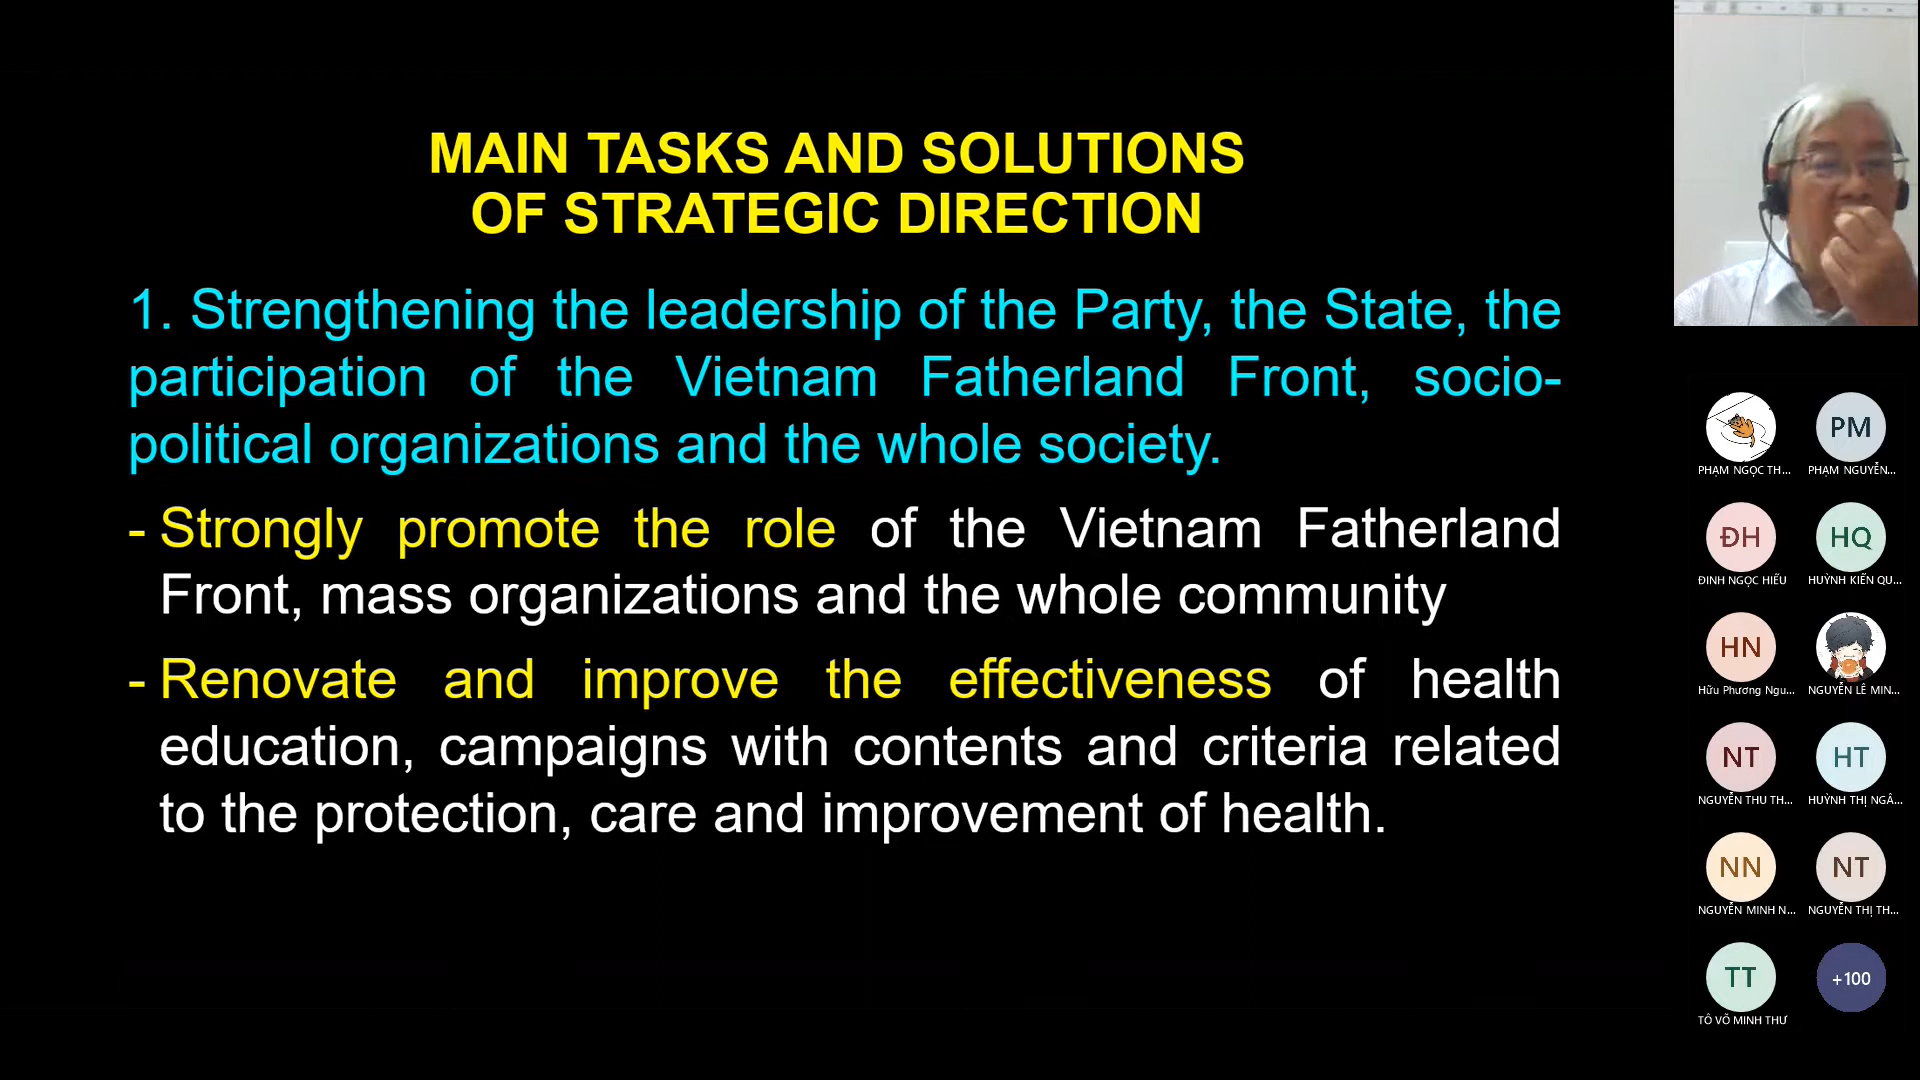 MAIN TASKS AND SOLUTIONS
OF STRATEGIC DIRECTION
1. Strengthening the leadership of the Party, the State, the
participation of the Vietnam Fatherland Front, socio-
political organizations and the whole society.
- Strongly promote the role of the Vietnam Fatherland
Front, mass organizations and the whole community
- Renovate and improve the effectiveness of health
education, campaigns with contents and criteria related
to the protection, care and improvement of health.
PHẠM NGỌC TH...
PM
PHẠM NGUYỄN...
ĐH
ĐINH NGỌC HIẾU
HQ
HUỲNH KIẾN QU...
HN
Hữu Phương Ngu...
NGUYỄN LÊ MIN...
NT
NGUYỄN THU TH...
HT
HUỲNH THỊ NGÂ...
NN
NGUYỄN MINH N...
NT
NGUYỄN THỊ TH...
TT
TÔ VÕ MINH THƯ
+100